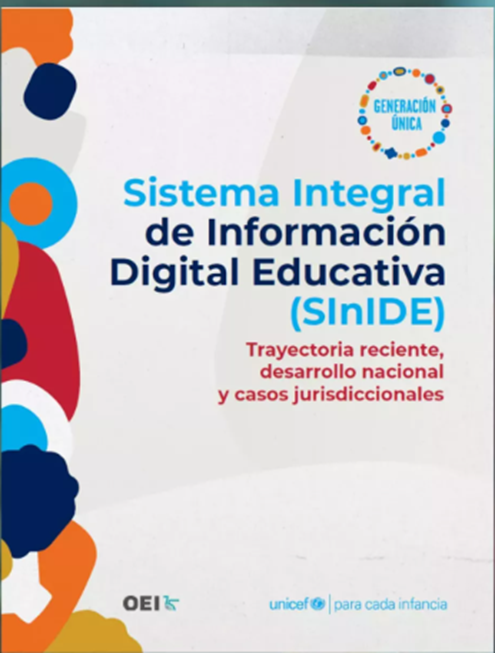 GENERACIÓN
ÚNICA
Sistema Integral
de Información
Digital Educativa
(SInIDE)
Trayectoria reciente,
desarrollo nacional
y casos jurisdiccionales
OEI
unicef | para cada infancia